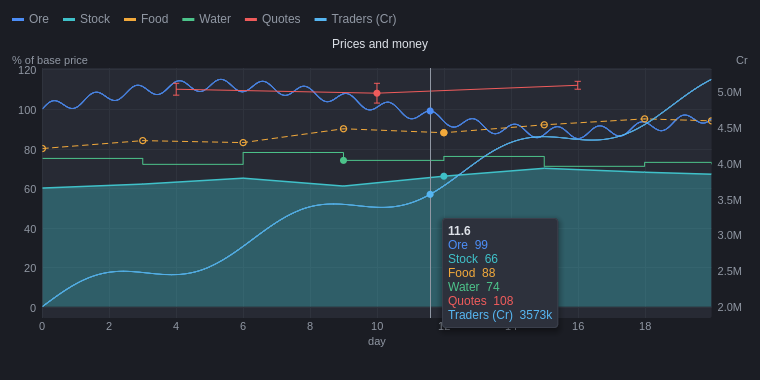 Ore Stock Food Water Quotes Traders (Cr)
Prices and money
% of base price Cr
120
100
80
60
40
20
0
5.0M
4.5M
4.0M
3.5M
3.0M
2.5M
2.0M
11.6
Ore 99
Stock 66
Food 88
Water 74
Quotes 108
Traders (Cr) 3573k
0 2 4 6 8 10 12 14 16 18
day